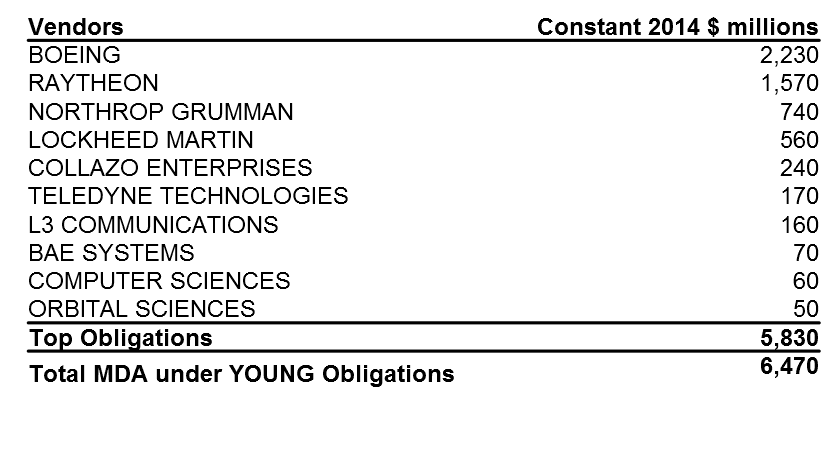 Vendors Constant 2014 $ millions
BOEING 2,230
RAYTHEON 1,570
NORTHROP GRUMMAN 740
LOCKHEED MARTIN 560
COLLAZO ENTERPRISES 240
TELEDYNE TECHNOLOGIES 170
L3 COMMUNICATIONS 160
BAE SYSTEMS 70
COMPUTER SCIENCES 60
ORBITAL SCIENCES 50
Top Obligations 5,830
Total MDA under YOUNG Obligations 6,470